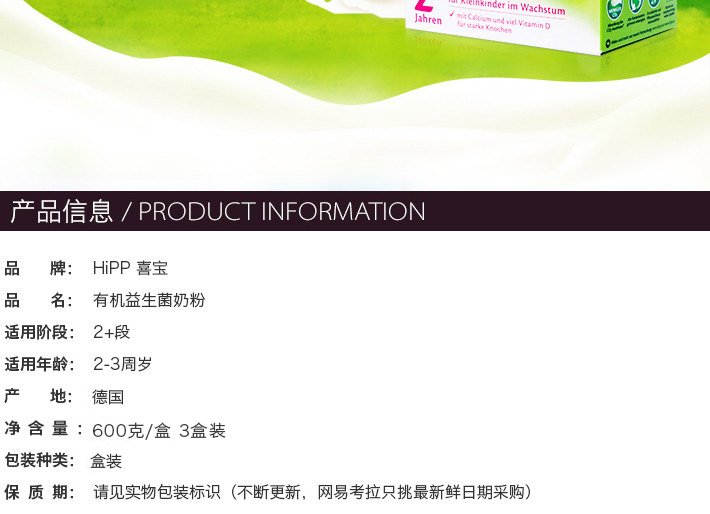 2
Jahren
für Kleinkinder im Wachstum
✓ mit Calcium und viel Vitamin D
für starke Knochen
产品信息 / PRODUCT INFORMATION
品 牌： HiPP 喜宝
品 名： 有机益生菌奶粉
适用阶段： 2+段
适用年龄： 2-3周岁
产 地： 德国
净 含 量 ： 600克/盒 3盒装
包装种类： 盒装
保 质 期： 请见实物包装标识（不断更新，网易考拉只挑最新鲜日期采购）